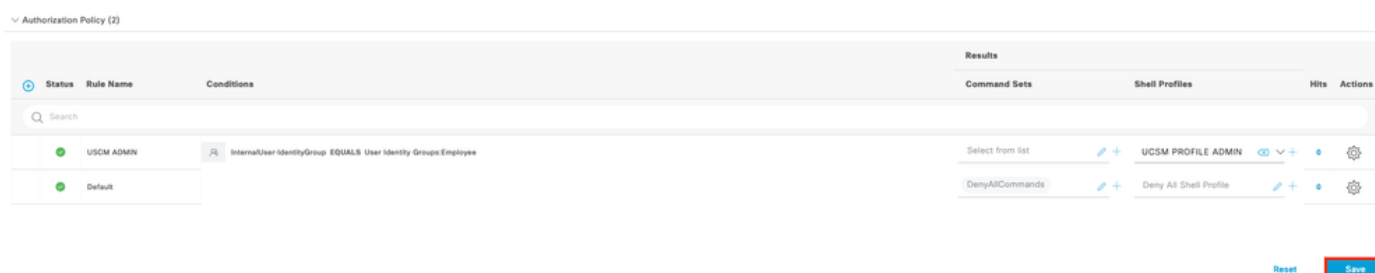 Authorization Policy (2)
Results
Status Rule Name Conditions Command Sets Shell Profiles Hits Actions
Search
USCM ADMIN InternalUser·IdentityGroup EQUALS User Identity Groups:Employee Select from list UCSM PROFILE ADMIN
Default DenyAllCommands Deny All Shell Profile
Reset Save